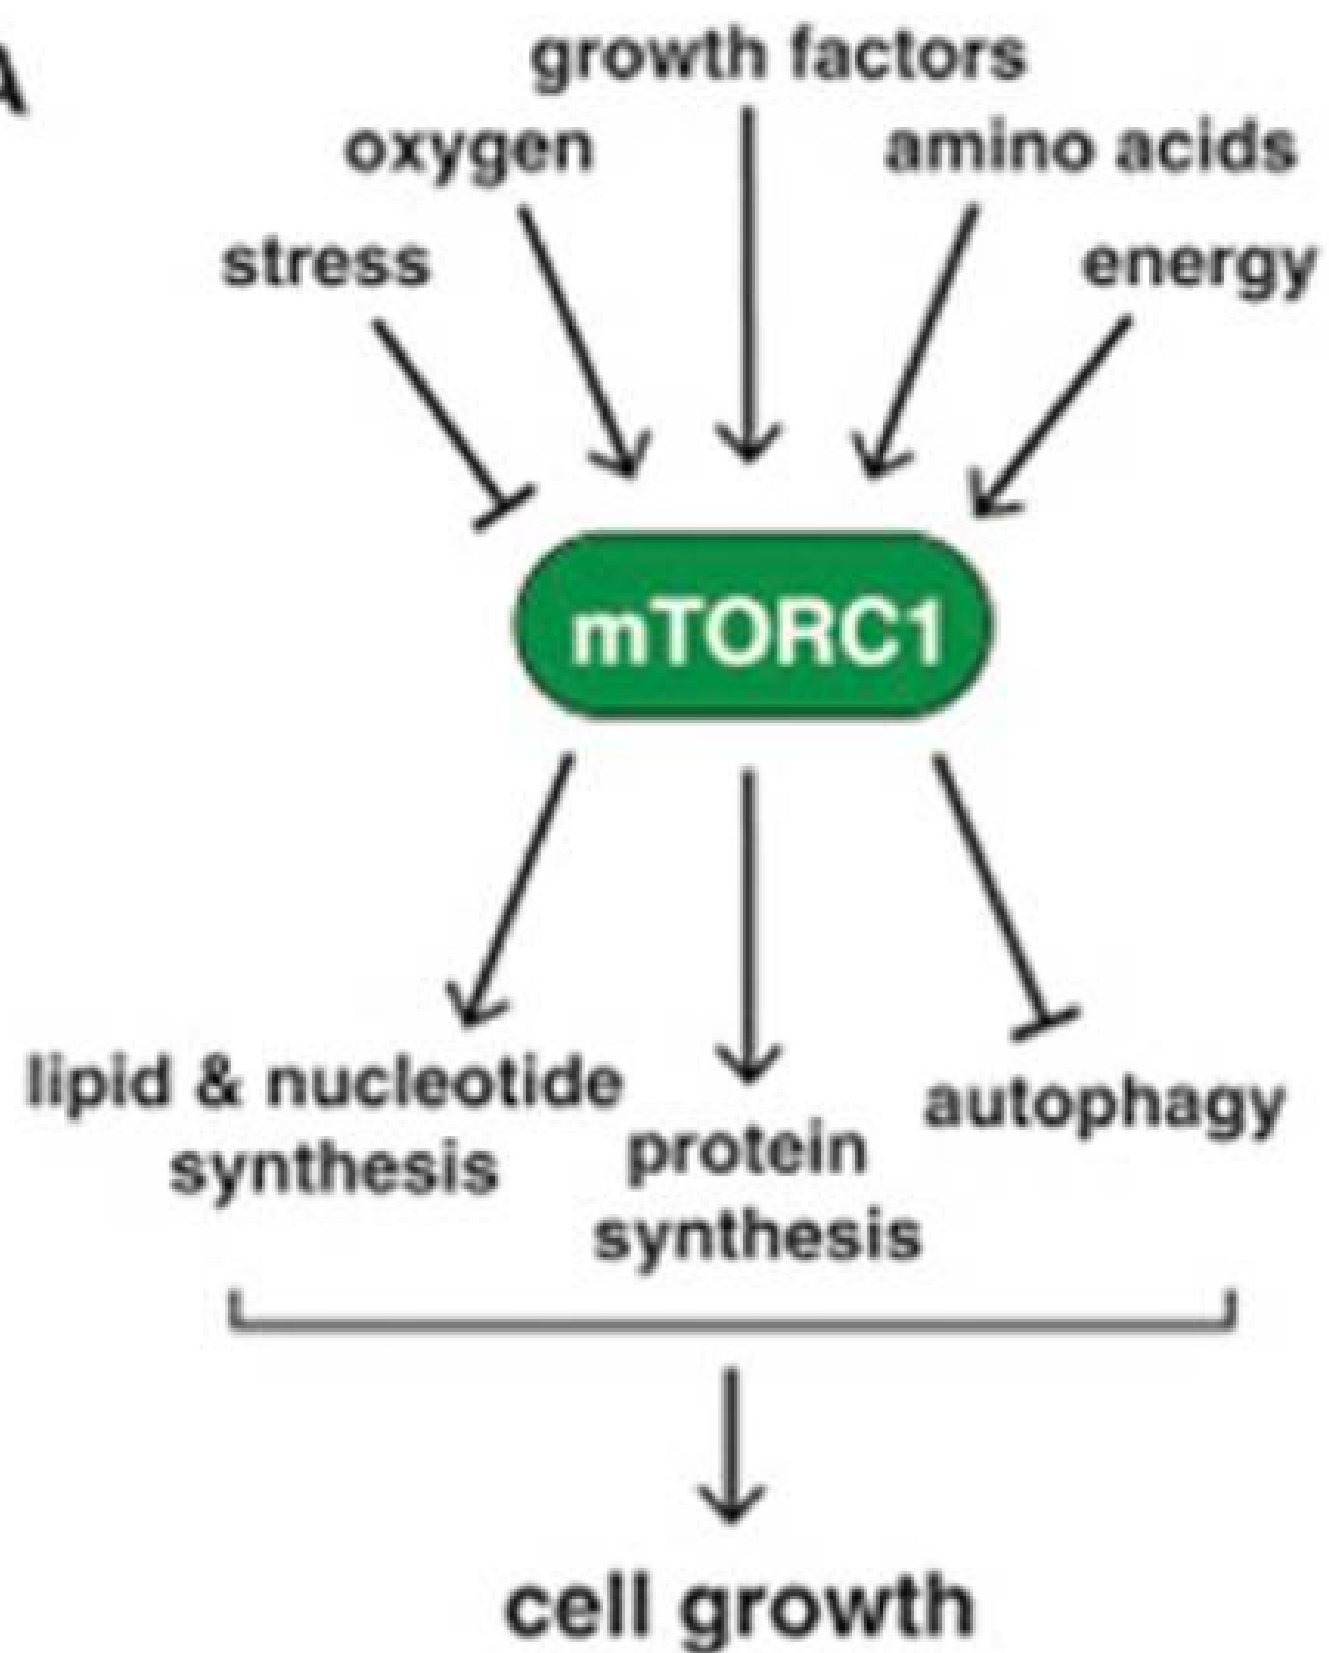 A
growth factors
oxygen
amino acids
stress
energy
mTORC1
lipid & nucleotide
synthesis
protein
synthesis
autophagy
cell growth